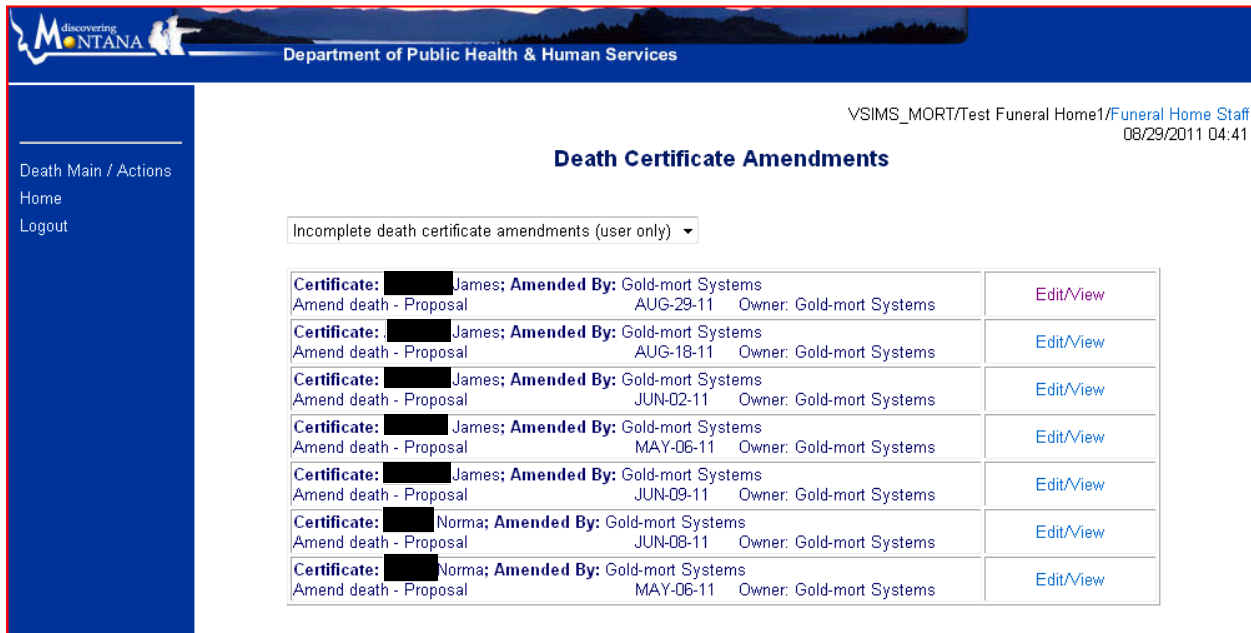 discovering
MONTANA
Department of Public Health & Human Services
VSIMS_MORT/Test Funeral Home1/Funeral Home Staff
08/29/2011 04:41
Death Certificate Amendments
Death Main / Actions
Home
Logout
Incomplete death certificate amendments (user only)
Certificate: James; Amended By: Gold-mort Systems
Amend death - Proposal AUG-29-11 Owner: Gold-mort Systems
Edit/View
Certificate: James; Amended By: Gold-mort Systems
Amend death - Proposal AUG-18-11 Owner: Gold-mort Systems
Edit/View
Certificate: James; Amended By: Gold-mort Systems
Amend death - Proposal JUN-02-11 Owner: Gold-mort Systems
Edit/View
Certificate: James; Amended By: Gold-mort Systems
Amend death - Proposal MAY-06-11 Owner: Gold-mort Systems
Edit/View
Certificate: James; Amended By: Gold-mort Systems
Amend death - Proposal JUN-09-11 Owner: Gold-mort Systems
Edit/View
Certificate: Norma; Amended By: Gold-mort Systems
Amend death - Proposal JUN-08-11 Owner: Gold-mort Systems
Edit/View
Certificate: Norma; Amended By: Gold-mort Systems
Amend death - Proposal MAY-06-11 Owner: Gold-mort Systems
Edit/View